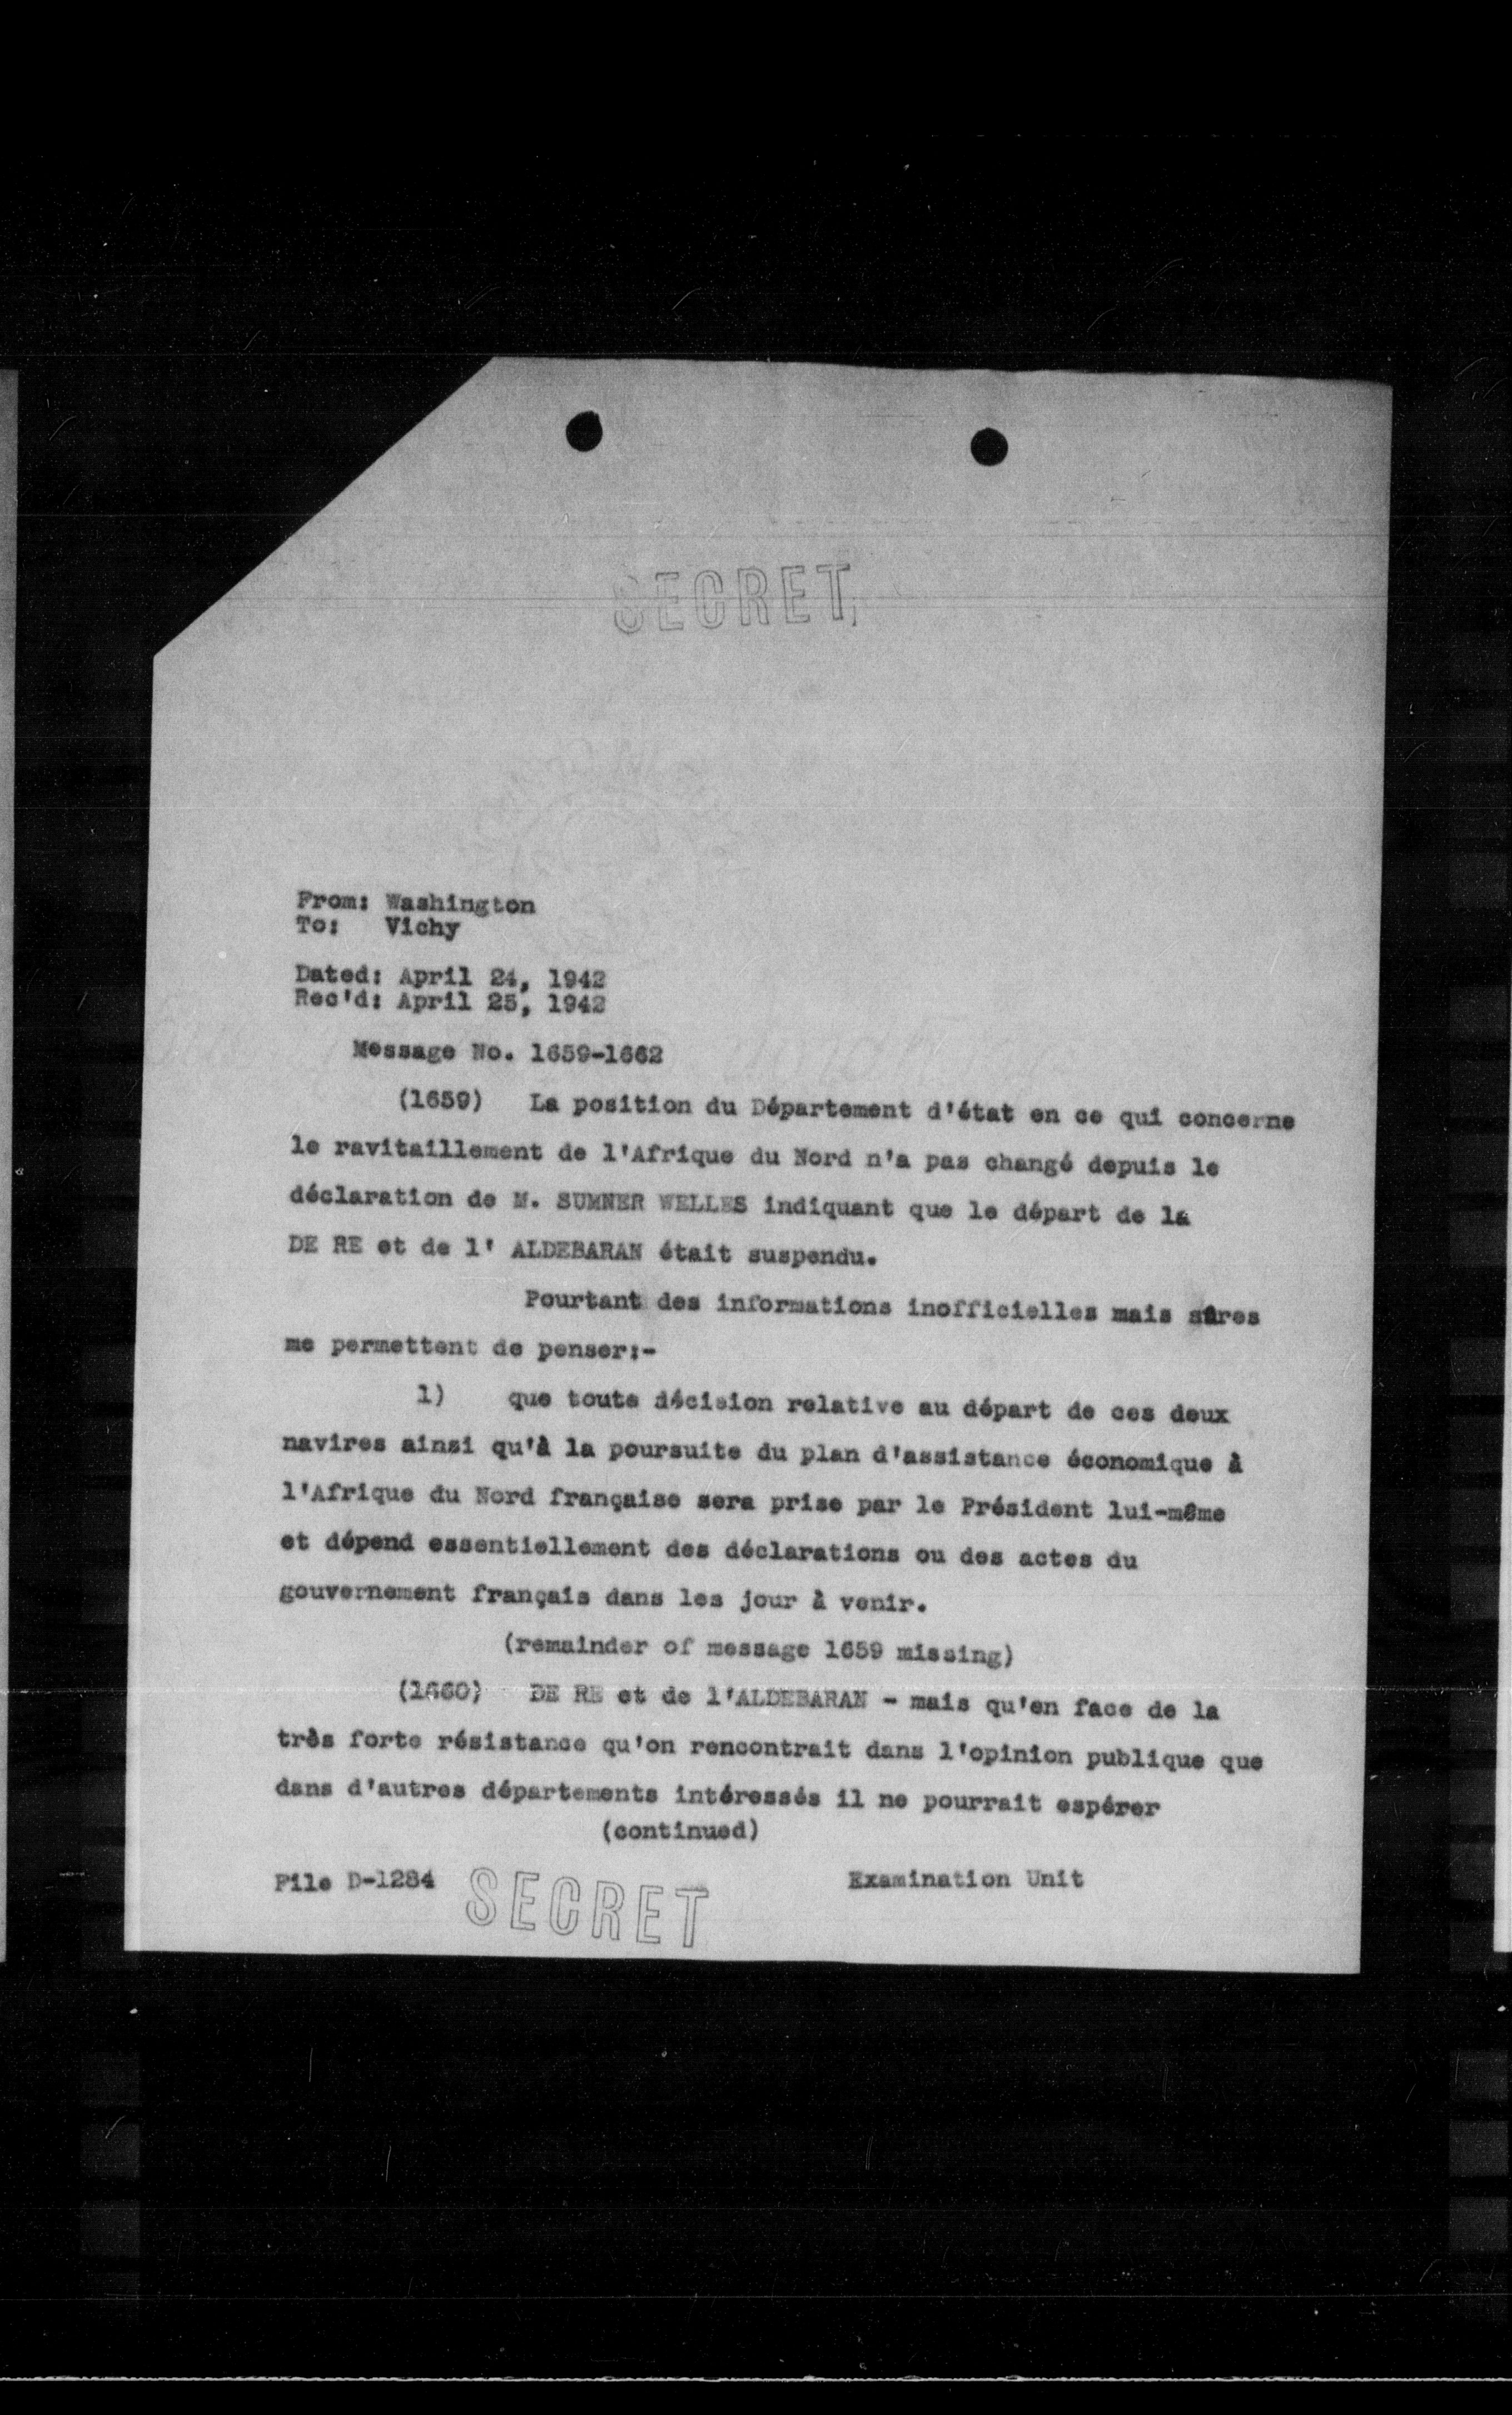 SECRET
From: Washington
To: Vichy
Dated: April 24, 1942
Rec'd: April 25, 1942
Message No. 1659-1662
(1659) La position du Département d'état en ce qui concerne
le ravitaillement de l'Afrique du Nord n'a pas changé depuis le
déclaration de M. SUMNER WELLES indiquant que le départ de la
DE RE et de l' ALDEBARAN était suspendu.
Pourtant des informations inofficielles mais sûres
me permettent de penser:-
1) que toute décision relative au départ de ces deux
navires ainsi qu'à la poursuite du plan d'assistance économique à
l'Afrique du Nord française sera prise par le Président lui-même
et dépend essentiellement des déclarations ou des actes du
gouvernement français dans les jour à venir.
(remainder of message 1659 missing)
(1660) DE RE et de l'ALDEBARAN - mais qu'en face de la
très forte résistance qu'on rencontrait dans l'opinion publique que
dans d'autres départements intéressés il ne pourrait espérer
(continued)
File D-1284 Examination Unit
SECRET